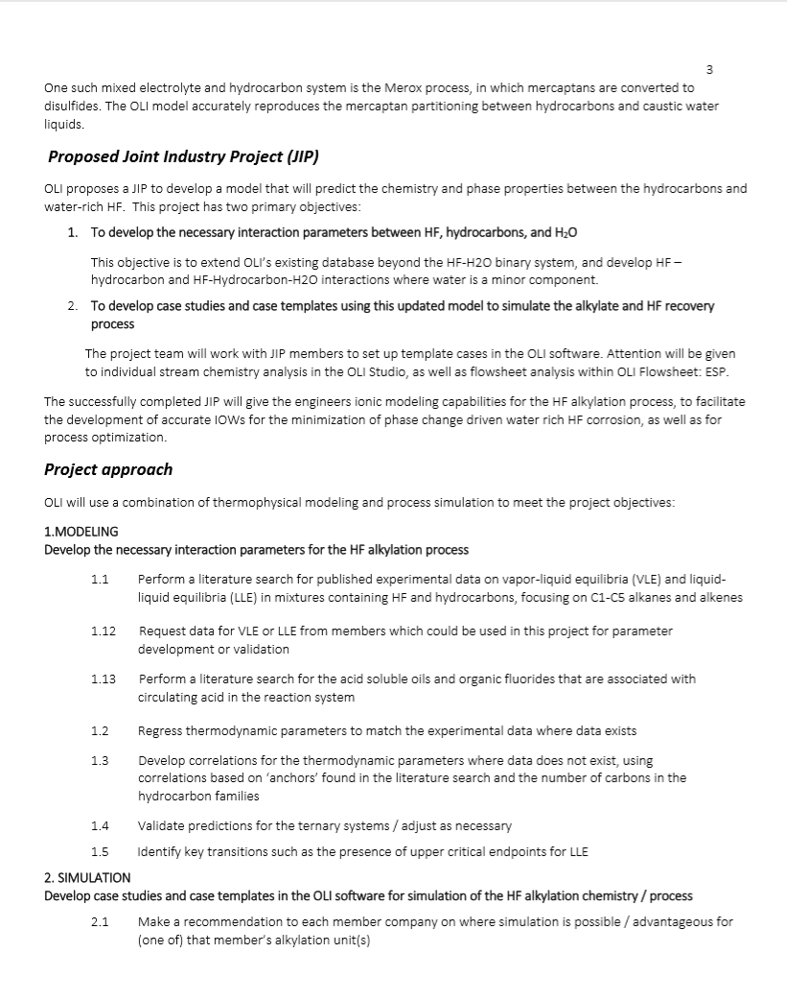 3
One such mixed electrolyte and hydrocarbon system is the Merox process, in which mercaptans are converted to
disulfides. The OLI model accurately reproduces the mercaptan partitioning between hydrocarbons and caustic water
liquids.
Proposed Joint Industry Project (JIP)
OLI proposes a JIP to develop a model that will predict the chemistry and phase properties between the hydrocarbons and
water-rich HF. This project has two primary objectives:
1. To develop the necessary interaction parameters between HF, hydrocarbons, and H₂O
This objective is to extend OLI's existing database beyond the HF-H2O binary system, and develop HF –
hydrocarbon and HF-Hydrocarbon-H2O interactions where water is a minor component.
2. To develop case studies and case templates using this updated model to simulate the alkylate and HF recovery
process
The project team will work with JIP members to set up template cases in the OLI software. Attention will be given
to individual stream chemistry analysis in the OLI Studio, as well as flowsheet analysis within OLI Flowsheet: ESP.
The successfully completed JIP will give the engineers ionic modeling capabilities for the HF alkylation process, to facilitate
the development of accurate IOWs for the minimization of phase change driven water rich HF corrosion, as well as for
process optimization.
Project approach
OLI will use a combination of thermophysical modeling and process simulation to meet the project objectives:
1.MODELING
Develop the necessary interaction parameters for the HF alkylation process
1.1 Perform a literature search for published experimental data on vapor-liquid equilibria (VLE) and liquid-
liquid equilibria (LLE) in mixtures containing HF and hydrocarbons, focusing on C1-C5 alkanes and alkenes
1.12 Request data for VLE or LLE from members which could be used in this project for parameter
development or validation
1.13 Perform a literature search for the acid soluble oils and organic fluorides that are associated with
circulating acid in the reaction system
1.2 Regress thermodynamic parameters to match the experimental data where data exists
1.3 Develop correlations for the thermodynamic parameters where data does not exist, using
correlations based on 'anchors' found in the literature search and the number of carbons in the
hydrocarbon families
1.4 Validate predictions for the ternary systems / adjust as necessary
1.5 Identify key transitions such as the presence of upper critical endpoints for LLE
2. SIMULATION
Develop case studies and case templates in the OLI software for simulation of the HF alkylation chemistry / process
2.1 Make a recommendation to each member company on where simulation is possible / advantageous for
(one of) that member's alkylation unit(s)